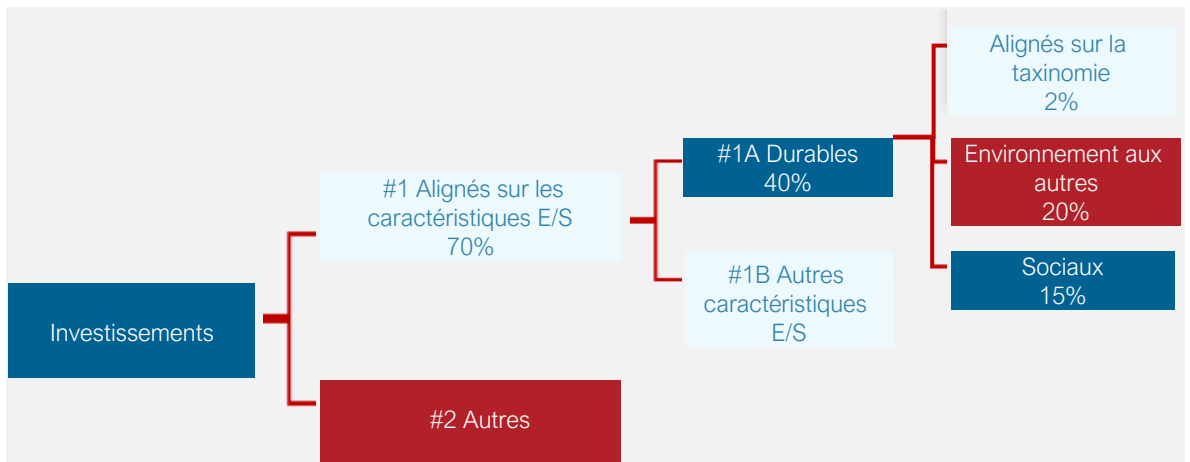 Investissements
#1 Alignés sur les
caractéristiques E/S
70%
#2 Autres
#1A Durables
40%
#1B Autres
caractéristiques
E/S
Alignés sur la
taxinomie
2%
Environnement aux
autres
20%
Sociaux
15%